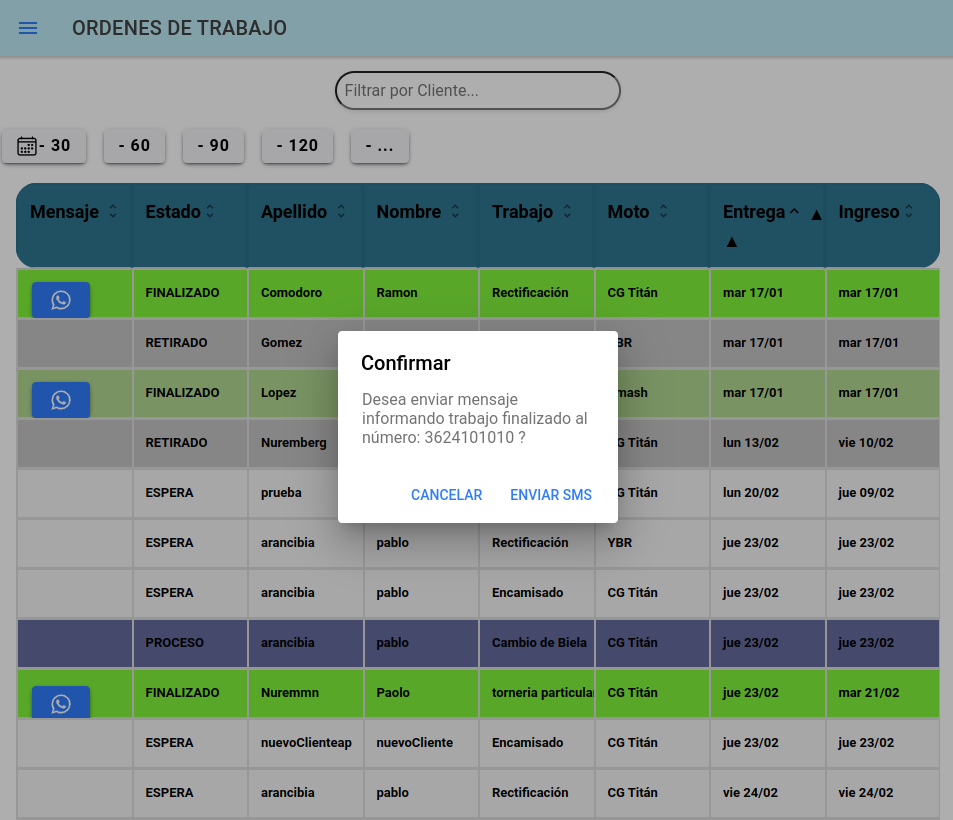 ORDENES DE TRABAJO
Filtrar por Cliente...
- 30 - 60 - 90 - 120 - ...
Mensaje Estado Apellido Nombre Trabajo Moto Entrega ▲ Ingreso ▲
FINALIZADO Comodoro Ramon Rectificación CG Titán mar 17/01 mar 17/01
RETIRADO Gomez BR mar 17/01 mar 17/01
FINALIZADO Lopez mash mar 17/01 mar 17/01
RETIRADO Nuremberg G Titán lun 13/02 vie 10/02
ESPERA prueba G Titán lun 20/02 jue 09/02
Confirmar
Desea enviar mensaje
informando trabajo finalizado al
número: 3624101010 ?
CANCELAR ENVIAR SMS
ESPERA arancibia pablo Rectificación YBR jue 23/02 jue 23/02
ESPERA arancibia pablo Encamisado CG Titán jue 23/02 jue 23/02
PROCESO arancibia pablo Cambio de Biela CG Titán jue 23/02 jue 23/02
FINALIZADO Nuremmn Paolo torneria particula CG Titán jue 23/02 mar 21/02
ESPERA nuevoClienteap nuevoCliente Encamisado CG Titán jue 23/02 jue 23/02
ESPERA arancibia pablo Rectificación CG Titán vie 24/02 vie 24/02